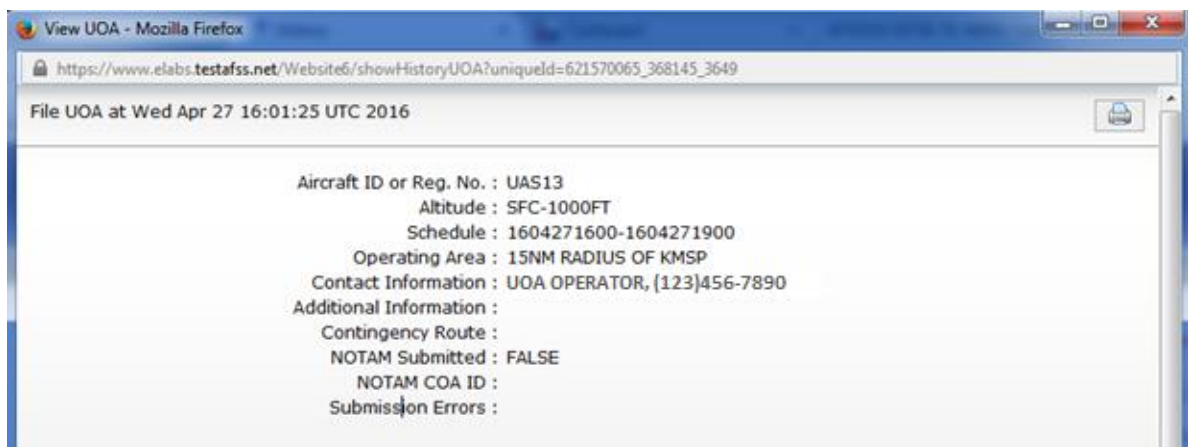 View UOA - Mozilla Firefox
https://www.elabs.testafss.net/Website6/showHistoryUOA?uniqueId=621570065_368145_3649
File UOA at Wed Apr 27 16:01:25 UTC 2016
Aircraft ID or Reg. No. : UAS13
Altitude : SFC-1000FT
Schedule : 1604271600-1604271900
Operating Area : 15NM RADIUS OF KMSP
Contact Information : UOA OPERATOR, (123)456-7890
Additional Information :
Contingency Route :
NOTAM Submitted : FALSE
NOTAM COA ID :
Submission Errors :